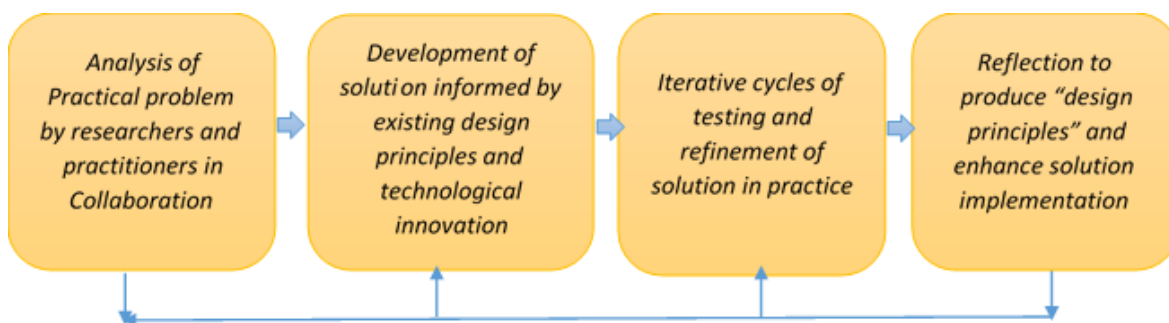 Analysis of
Practical problem
by researchers and
practitioners in
Collaboration
Development of
solution informed by
existing design
principles and
technological
innovation
Iterative cycles of
testing and
refinement of
solution in practice
Reflection to
produce “design
principles” and
enhance solution
implementation